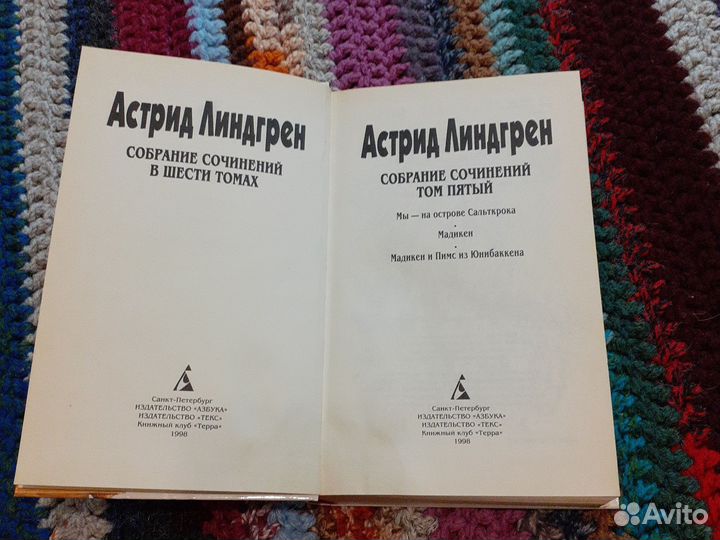 Астрид Линдгрен
СОБРАНИЕ СОЧИНЕНИЙ
В ШЕСТИ ТОМАХ
Санкт-Петербург
ИЗДАТЕЛЬСТВО «АЗБУКА»
ИЗДАТЕЛЬСТВО «ТЕКС»
Книжный клуб «Терра»
1998
Астрид Линдгрен
СОБРАНИЕ СОЧИНЕНИЙ
ТОМ ПЯТЫЙ
Мы — на острове Сальткрока
•
Мадикен
•
Мадикен и Пимс из Юнибаккена
Санкт-Петербург
ИЗДАТЕЛЬСТВО «АЗБУКА»
ИЗДАТЕЛЬСТВО «ТЕКС»
Книжный клуб «Терра»
1998
Avito